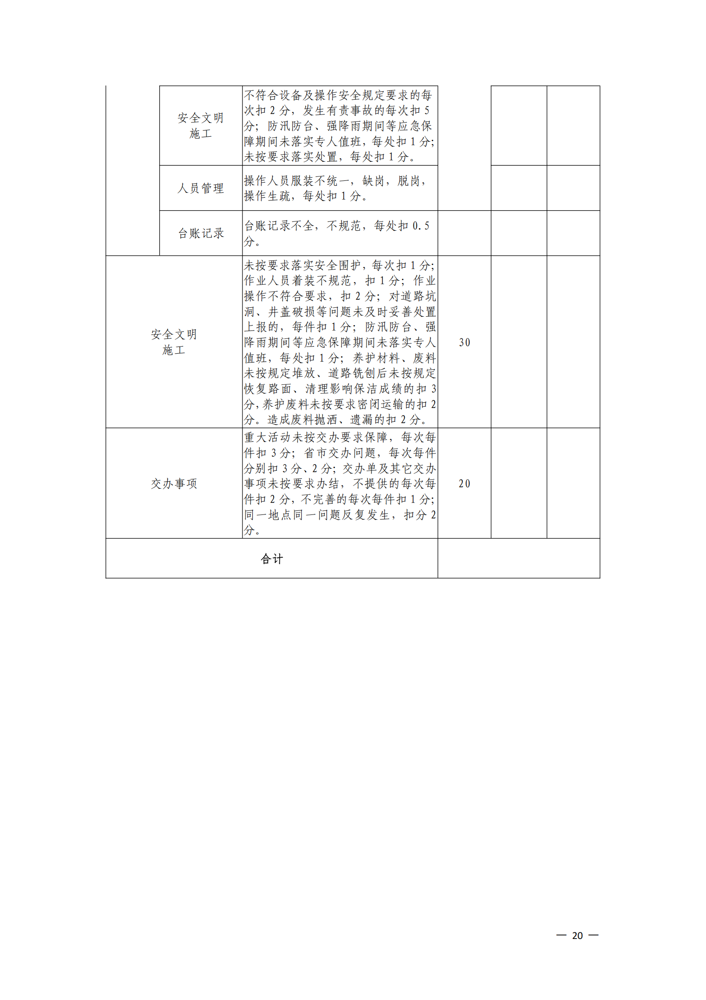 安全文明
施工
不符合设备及操作安全规定要求的每
次扣 2 分，发生有责事故的每次扣 5
分；防汛防台、强降雨期间等应急保
障期间未落实专人值班，每处扣 1 分；
未按要求落实处置，每处扣 1 分。
人员管理
操作人员服装不统一，缺岗，脱岗，
操作生疏，每处扣 1 分。
台账记录
台账记录不全，不规范，每处扣 0.5
分。
安全文明
施工
未按要求落实安全围护，每次扣 1 分；
作业人员着装不规范，扣 1 分；作业
操作不符合要求，扣 2 分；对道路坑
洞、井盖破损等问题未及时妥善处置
上报的，每件扣 1 分；防汛防台、强
降雨期间等应急保障期间未落实专人
值班，每处扣 1 分；养护材料、废料
未按规定堆放、道路铣刨后未按规定
恢复路面、清理影响保洁成绩的扣 3
分，养护废料未按要求密闭运输的扣 2
分。造成废料抛洒、遗漏的扣 2 分。
30
交办事项
重大活动未按交办要求保障，每次每
件扣 3 分；省市交办问题，每次每件
分别扣 3 分、2 分；交办单及其它交办
事项未按要求办结，不提供的每次每
件扣 2 分，不完善的每次每件扣 1 分；
同一地点同一问题反复发生，扣分 2
分。
20
合计
— 20 —